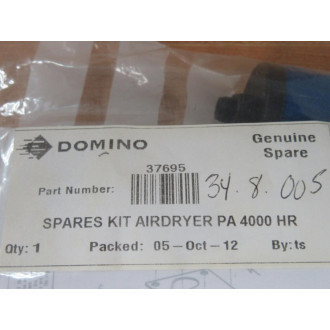 DOMINO
Genuine
Spare
37695
Part Number: 34.8.005
SPARES KIT AIRDRYER PA 4000 HR
Qty: 1 Packed: 05-Oct-12 By:ts